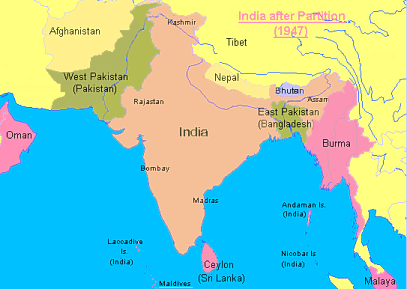 India after Partition
(1947)
Kashmir
Afghanistan
Tibet
West Pakistan
(Pakistan)
Nepal
Bhutan
Rajastan
Assam
East Pakistan
(Bangladesh)
Oman
India
Burma
Bombay
Madras
Andaman Is.
(India)
Laccadive
Is.
(India)
Nicobar Is
(India)
Ceylon
(Sri Lanka)
Maldives
Malaya